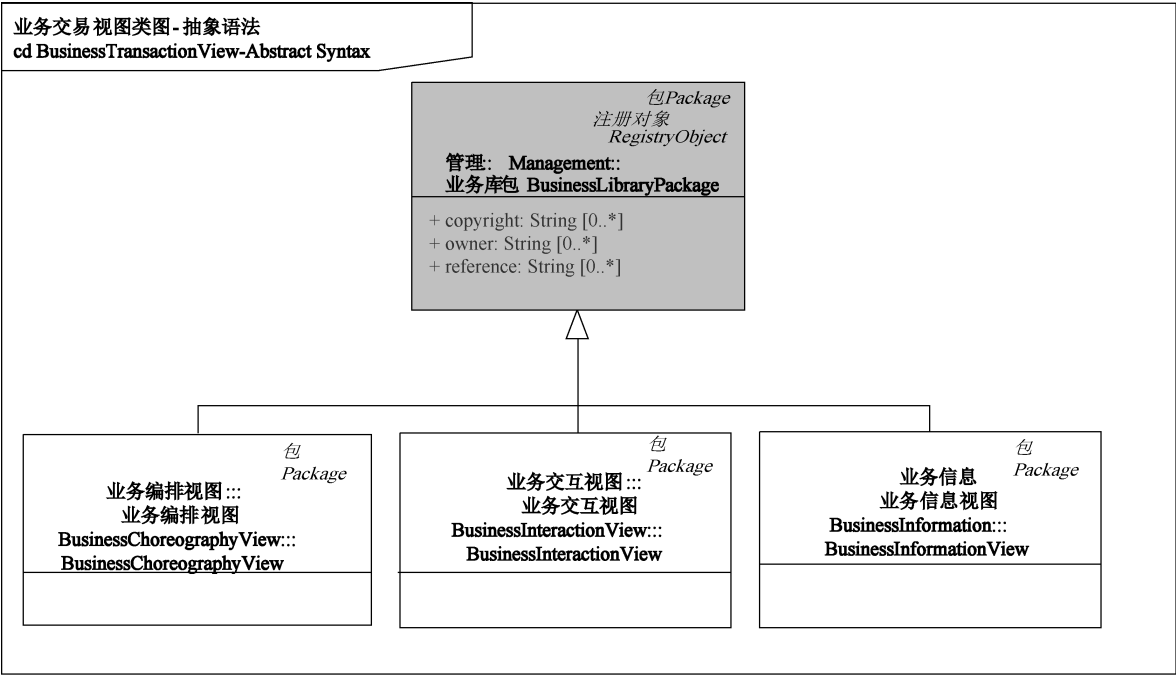 业务交易视图类图-抽象语法
cd BusinessTransactionView-Abstract Syntax
包Package
注册对象
RegistryObject
管理:: Management::
业务库包 BusinessLibraryPackage
+ copyright: String [0..*]
+ owner: String [0..*]
+ reference: String [0..*]
包
Package
业务编排视图:::
业务编排视图
BusinessChoreographyView:::
BusinessChoreographyView
包
Package
业务交互视图:::
业务交互视图
BusinessInteractionView:::
BusinessInteractionView
包
Package
业务信息
业务信息视图
BusinessInformation:::
BusinessInformationView